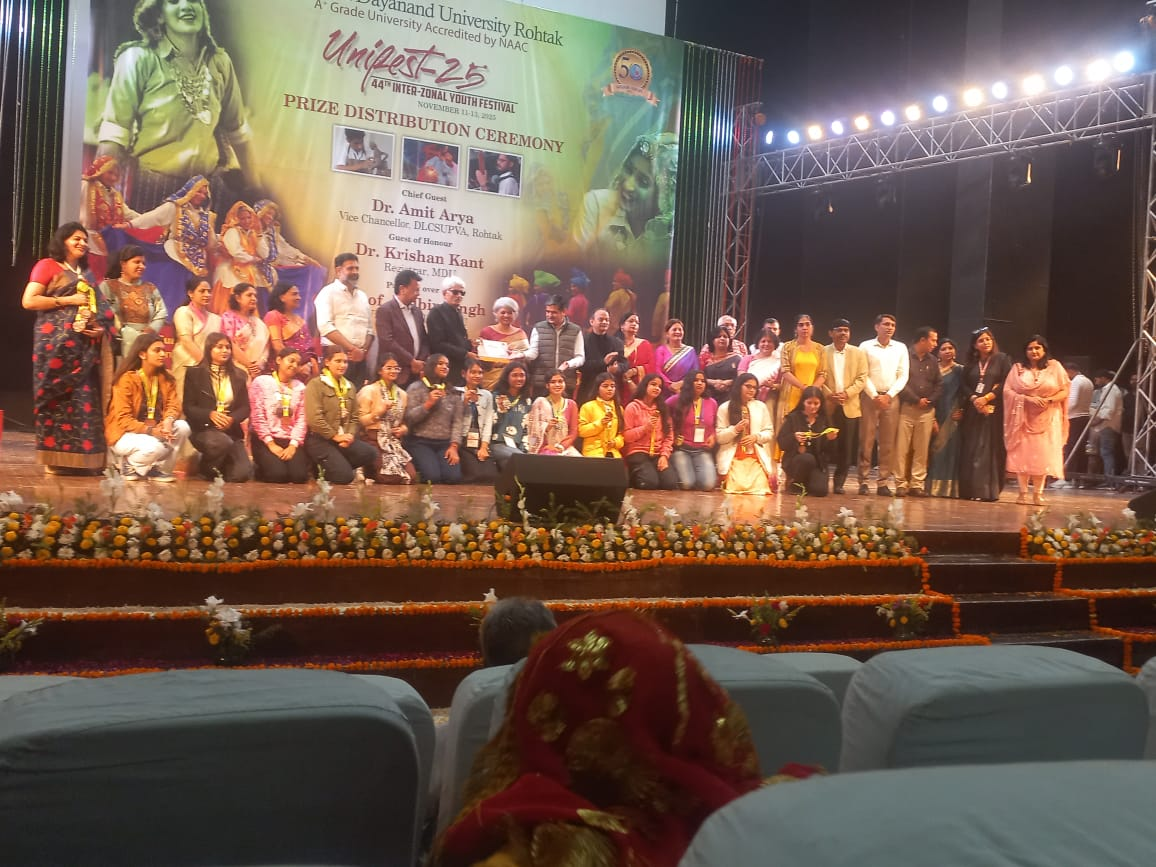 Dayanand University Rohtak
A+ Grade University Accredited by NAAC
Unifest-25
44TH INTER-ZONAL YOUTH FESTIVAL
NOVEMBER 11-13, 2025
50
PRIZE DISTRIBUTION CEREMONY
Chief Guest
Dr. Amit Arya
Vice Chancellor, DLCSUPVA, Rohtak
Guest of Honour
Dr. Krishan Kant
Registrar, MDU
over